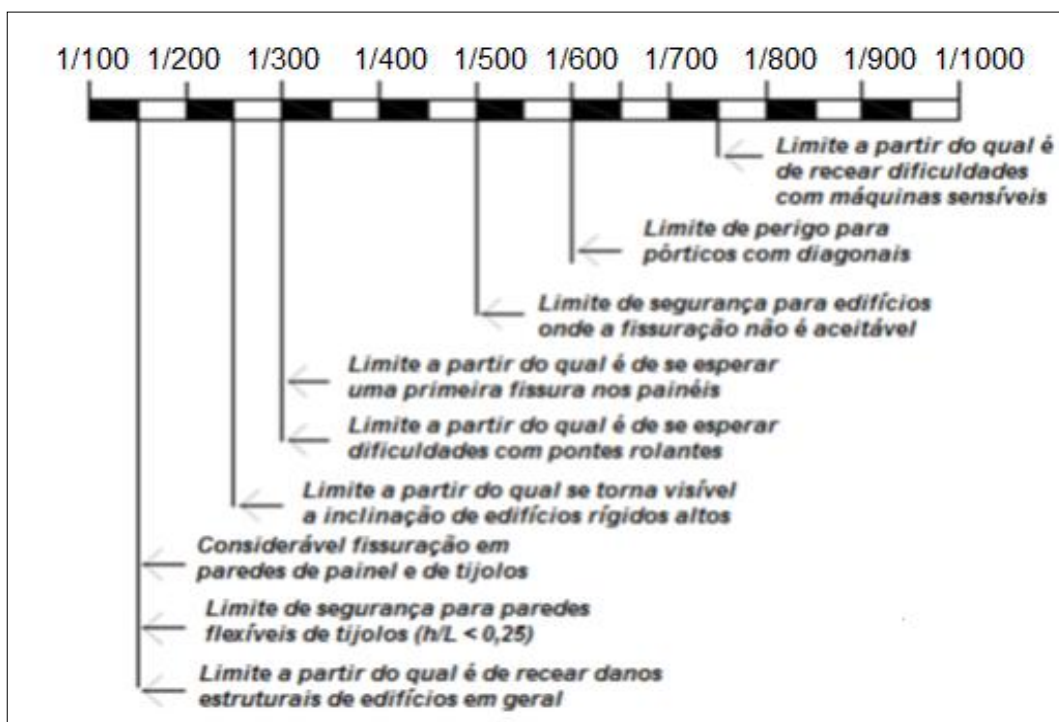 1/100 1/200 1/300 1/400 1/500 1/600 1/700 1/800 1/900 1/1000
Limite a partir do qual é
de recear dificuldades
com máquinas sensíveis
Limite de perigo para
pòrticos com diagonais
Limite de segurança para edifícios
onde a fissuração não é aceitável
Limite a partir do qual é de se esperar
uma primeira fissura nos painéis
Limite a partir do qual é de se esperar
dificuldades com pontes rolantes
Limite a partir do qual se torna visível
a inclinação de edifícios rígidos altos
Considerável fissuração em
paredes de painel e de tijolos
Limite de segurança para paredes
flexíveis de tijolos (h/L < 0,25)
Limite a partir do qual é de recear danos
estruturais de edifícios em geral